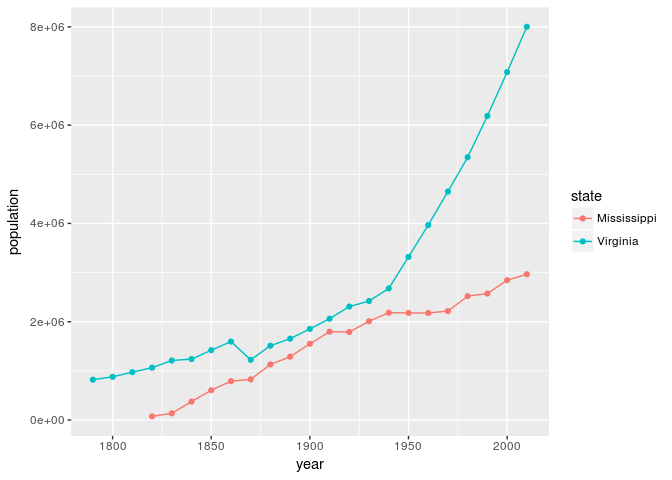 8e+06
6e+06
4e+06
2e+06
0e+00
population
1800
1850
1900
1950
2000
year
state
Mississippi
Virginia